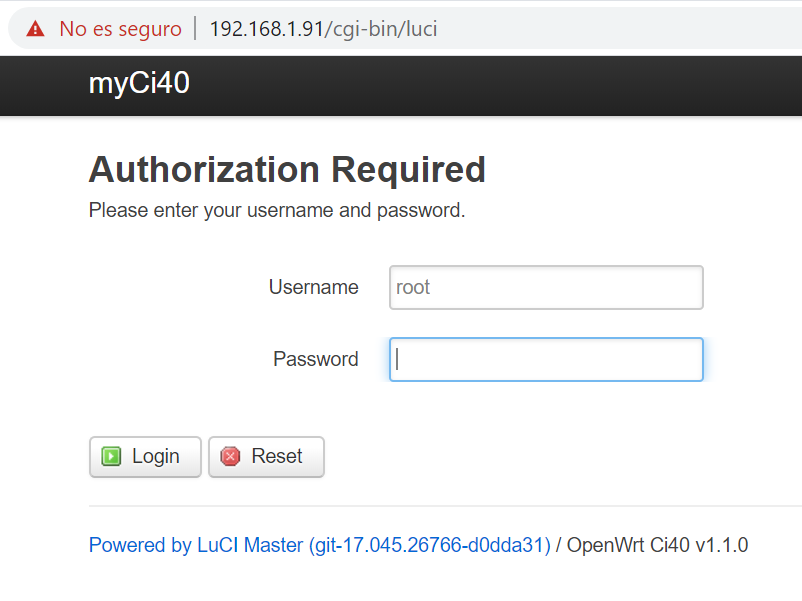 No es seguro | 192.168.1.91/cgi-bin/luci
myCi40
Authorization Required
Please enter your username and password.
Username root
Password
Login Reset
Powered by LuCI Master (git-17.045.26766-d0dda31) / OpenWrt Ci40 v1.1.0